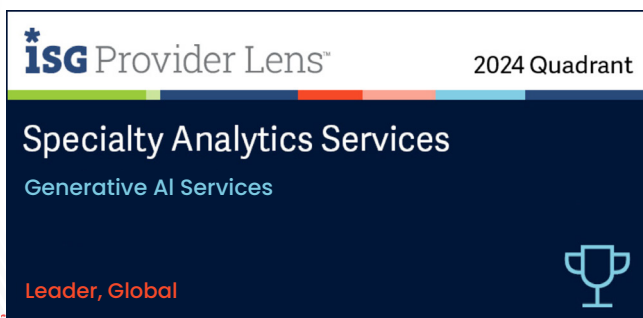 ISG Provider Lens™
2024 Quadrant
Specialty Analytics Services
Generative AI Services
Leader, Global